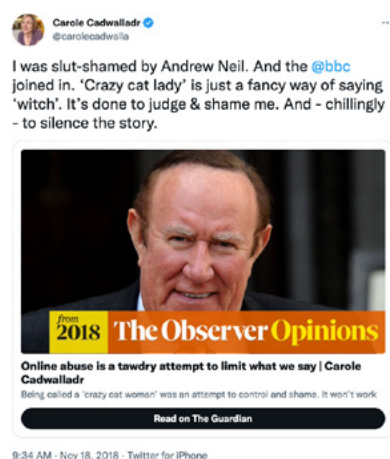 Carole Cadwalladr
@carolecadwalla
I was slut-shamed by Andrew Neil. And the @bbc
joined in. ‘Crazy cat lady’ is just a fancy way of saying
‘witch’. It’s done to judge & shame me. And - chillingly
- to silence the story.
from
2018 The Observer Opinions
Online abuse is a tawdry attempt to limit what we say | Carole
Cadwalladr
Being called a ‘crazy cat woman’ was an attempt to control and shame. It won’t work
Read on The Guardian
9:34 AM · Nov 18, 2018 · Twitter for iPhone